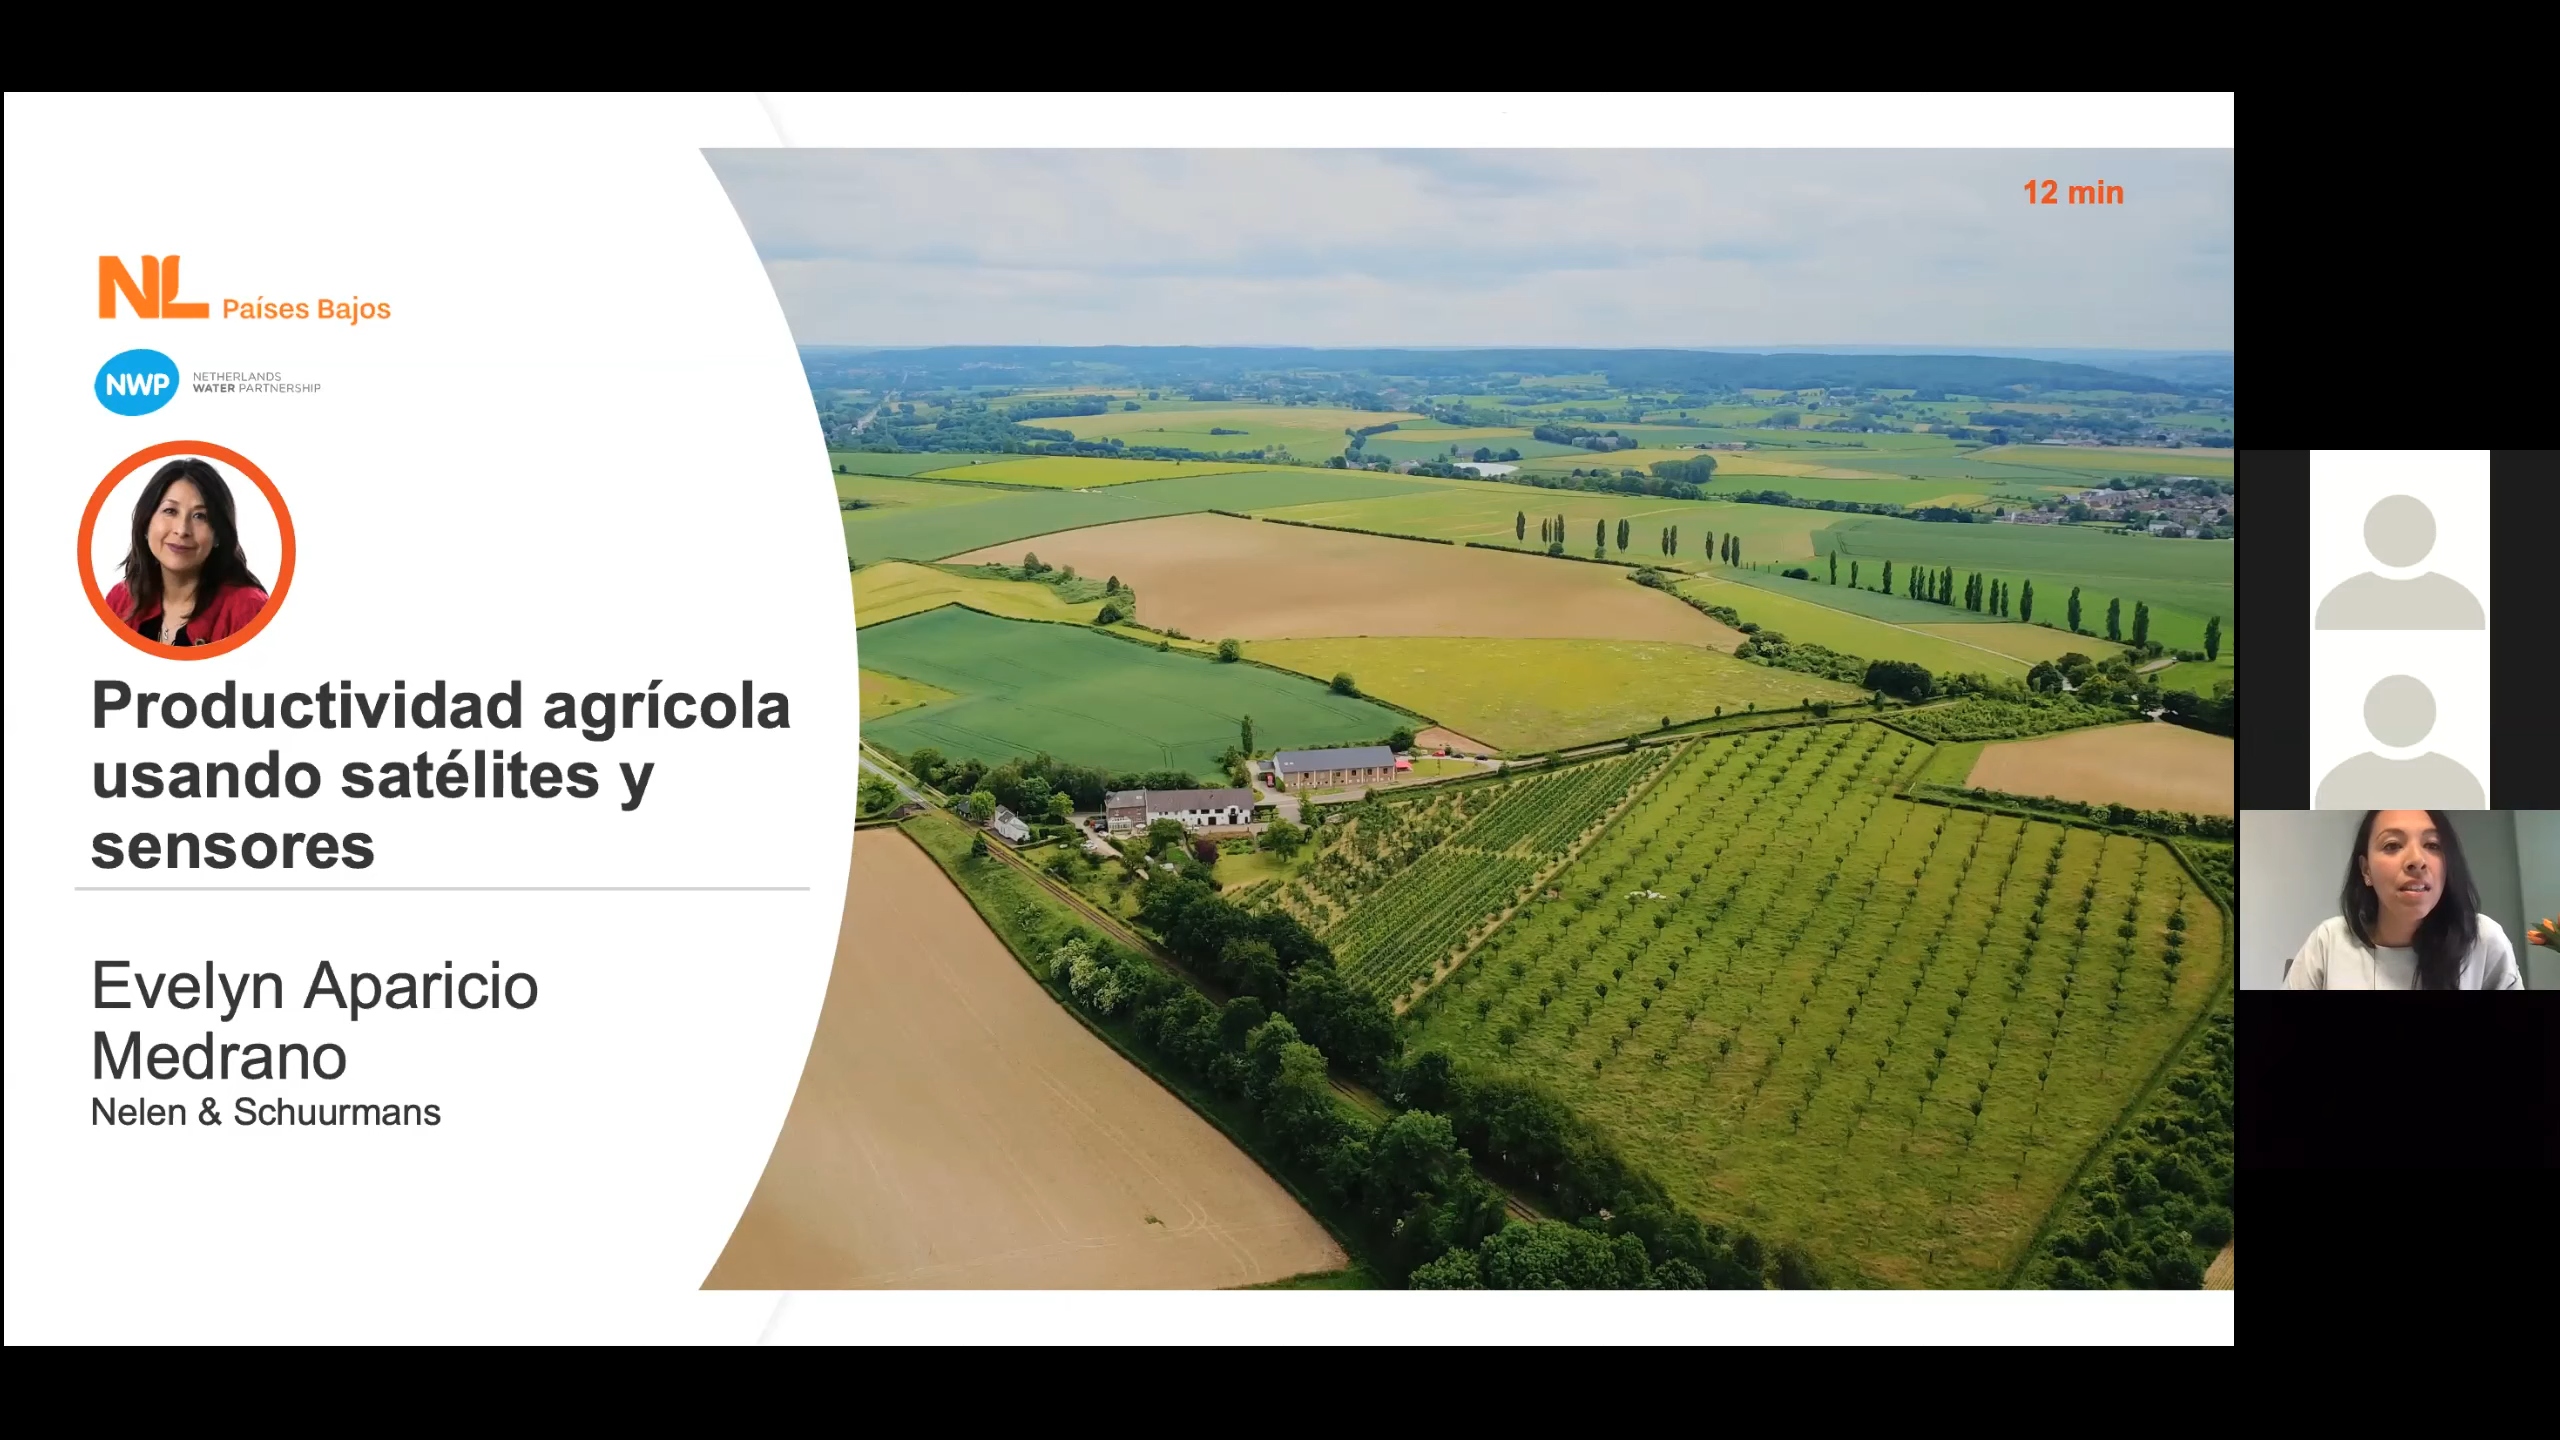 12 min
NL Países Bajos
NWP NETHERLANDS
WATER PARTNERSHIP
Productividad agrícola
usando satélites y
sensores
Evelyn Aparicio
Medrano
Nelen & Schuurmans